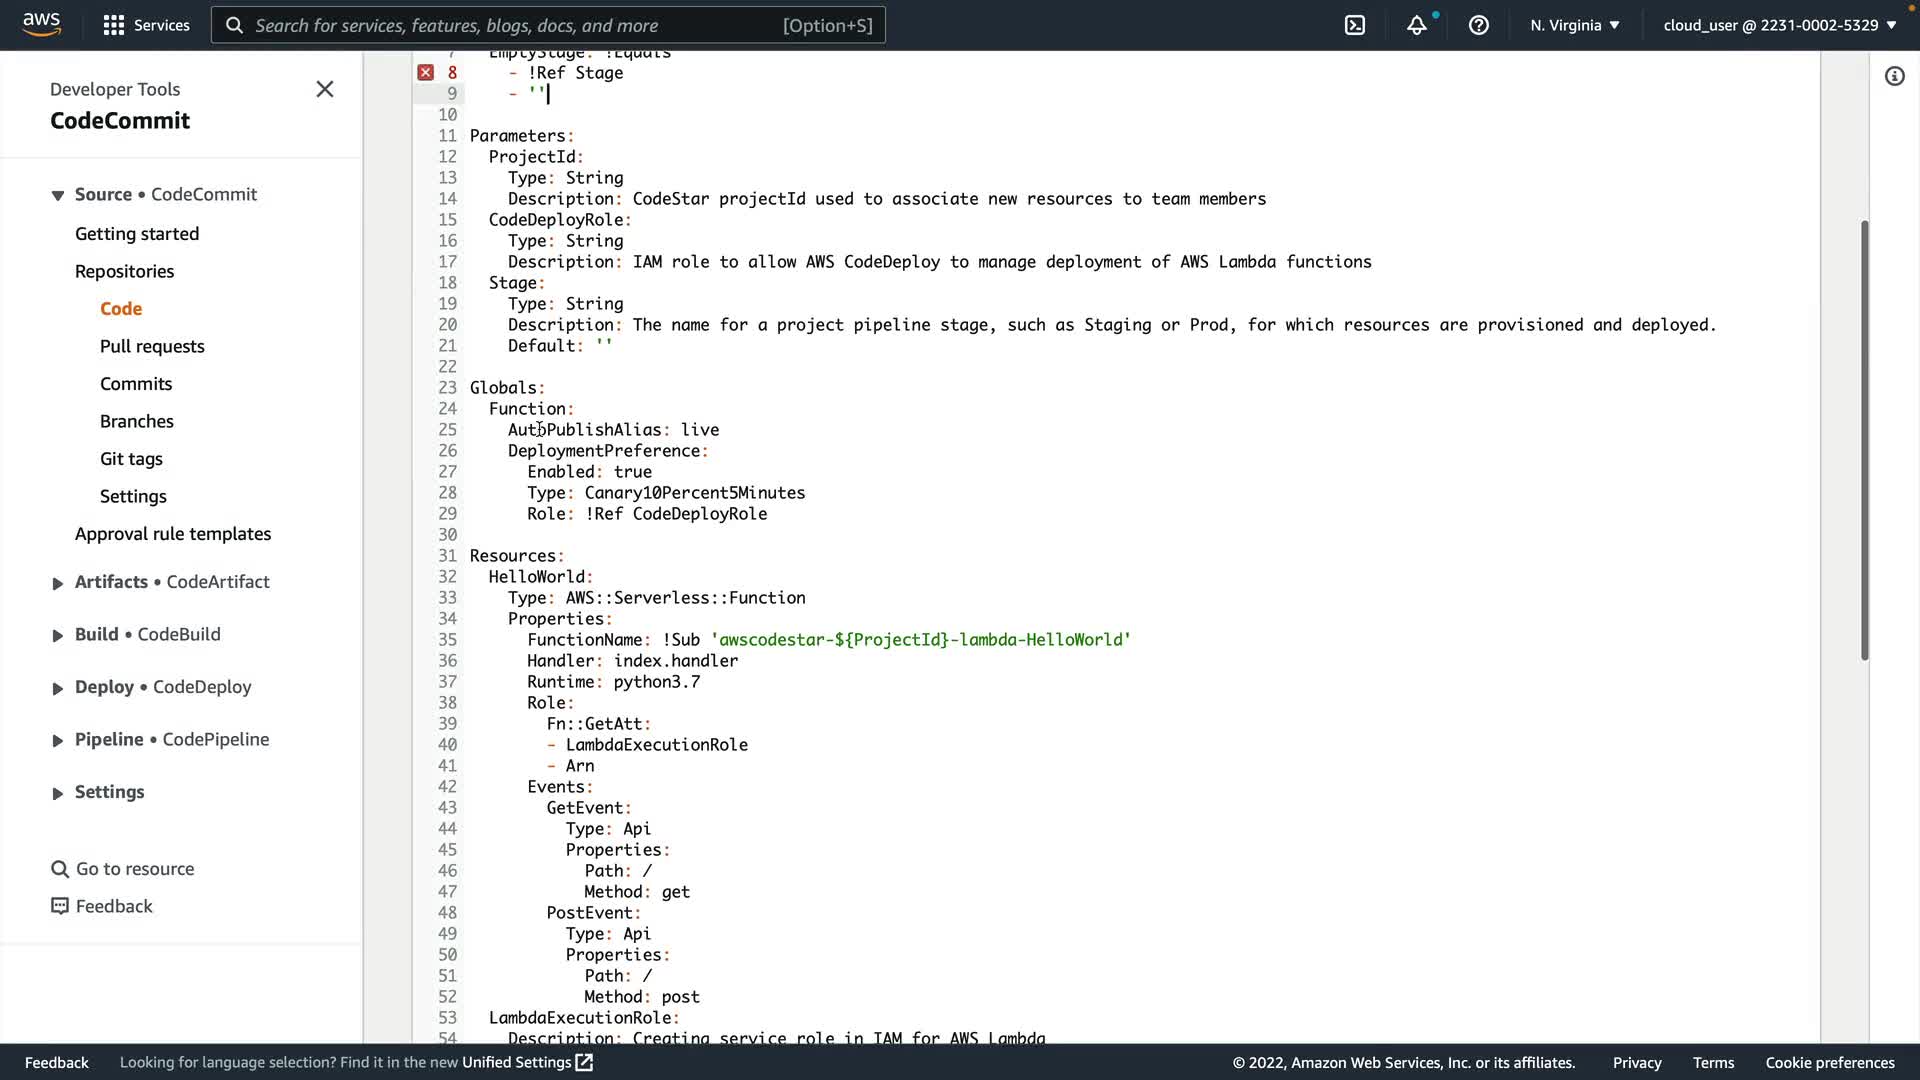 aws
Services
Search for services, features, blogs, docs, and more
[Option+S]
N. Virginia
cloud_user @ 2231-0002-5329
Developer Tools
CodeCommit
Source • CodeCommit
Getting started
Repositories
Code
Pull requests
Commits
Branches
Git tags
Settings
Approval rule templates
Artifacts • CodeArtifact
Build • CodeBuild
Deploy • CodeDeploy
Pipeline • CodePipeline
Settings
Go to resource
Feedback
7 EmptyStage: !Equals
8 - !Ref Stage
9 - ''
10
11 Parameters:
12 ProjectId:
13 Type: String
14 Description: CodeStar projectId used to associate new resources to team members
15 CodeDeployRole:
16 Type: String
17 Description: IAM role to allow AWS CodeDeploy to manage deployment of AWS Lambda functions
18 Stage:
19 Type: String
20 Description: The name for a project pipeline stage, such as Staging or Prod, for which resources are provisioned and deployed.
21 Default: ''
22
23 Globals:
24 Function:
25 AutoPublishAlias: live
26 DeploymentPreference:
27 Enabled: true
28 Type: Canary10Percent5Minutes
29 Role: !Ref CodeDeployRole
30
31 Resources:
32 HelloWorld:
33 Type: AWS::Serverless::Function
34 Properties:
35 FunctionName: !Sub 'awscodestar-${ProjectId}-lambda-HelloWorld'
36 Handler: index.handler
37 Runtime: python3.7
38 Role:
39 Fn::GetAtt:
40 - LambdaExecutionRole
41 - Arn
42 Events:
43 GetEvent:
44 Type: Api
45 Properties:
46 Path: /
47 Method: get
48 PostEvent:
49 Type: Api
50 Properties:
51 Path: /
52 Method: post
53 LambdaExecutionRole:
54 Description: Creating service role in IAM for AWS Lambda
Feedback
Looking for language selection? Find it in the new Unified Settings
© 2022, Amazon Web Services, Inc. or its affiliates.
Privacy
Terms
Cookie preferences